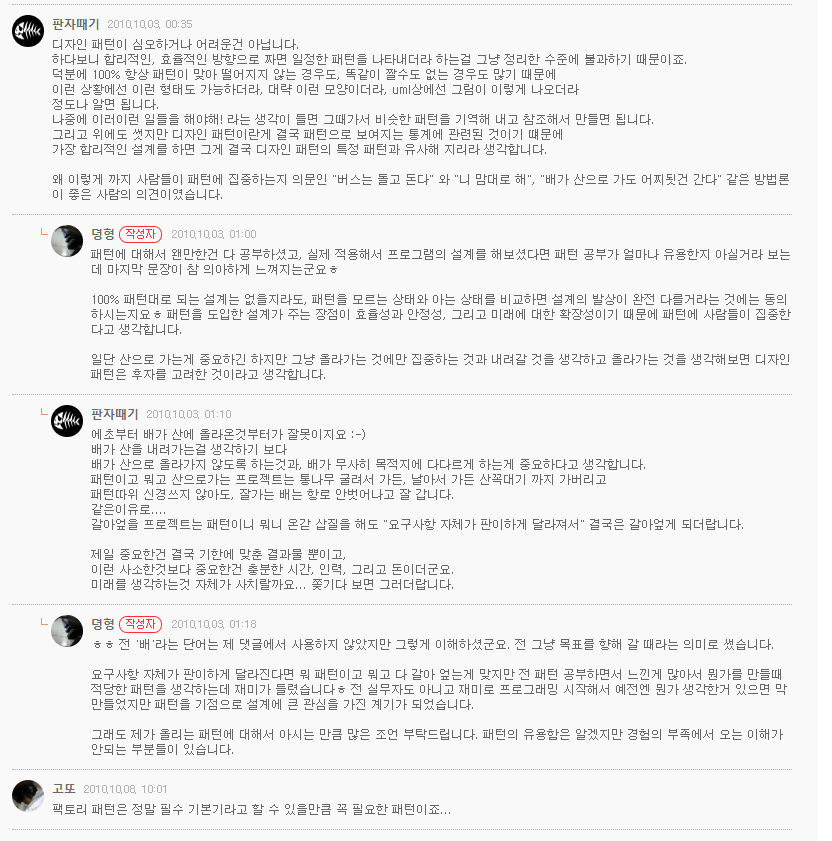 판자때기 2010,10,03, 00:35
디자인 패턴이 심오하거나 어려운건 아닙니다.
하다보니 합리적인, 효율적인 방향으로 짜면 일정한 패턴을 나타내더라 하는걸 그냥 정리한 수준에 불과하기 때문이죠.
덕분에 100% 항상 패턴이 맞아 떨어지지 않는 경우도, 똑같이 짤수도 없는 경우도 많기 때문에
이런 상황에선 이런 형태도 가능하더라, 대략 이런 모양이더라, uml상에선 그림이 이렇게 나오더라
정도나 알면 됩니다.
나중에 이러이런 일들을 해야해! 라는 생각이 들면 그때가서 비슷한 패턴을 기억해 내고 참조해서 만들면 됩니다.
그리고 위에도 썻지만 디자인 패턴이란게 결국 패턴으로 보여지는 통계에 관련된 것이기 때문에
가장 합리적인 설계를 하면 그게 결국 디자인 패턴의 특정 패턴과 유사해 지리라 생각합니다.
왜 이렇게 까지 사람들이 패턴에 집중하는지 의문인 "버스는 돌고 돈다" 와 "니 맘대로 해", "배가 산으로 가도 어찌됫건 간다" 같은 방법론
이 좋은 사람의 의견이였습니다.
명형 작성자 2010,10,03, 01:00
패턴에 대해서 왠만한건 다 공부하셨고, 실제 적용해서 프로그램의 설계를 해보셨다면 패턴 공부가 얼마나 유용한지 아실거라 보는
데 마지막 문장이 참 의아하게 느껴지는군요ㅎ
100% 패턴대로 되는 설계는 없을지라도, 패턴을 모르는 상태와 아는 상태를 비교하면 설계의 발상이 완전 다를거라는 것에는 동의
하시는지요ㅎ 패턴을 도입한 설계가 주는 장점이 효율성과 안정성, 그리고 미래에 대한 확장성이기 때문에 패턴에 사람들이 집중한
다고 생각합니다.
일단 산으로 가는게 중요하긴 하지만 그냥 올라가는 것에만 집중하는 것과 내려갈 것을 생각하고 올라가는 것을 생각해보면 디자인
패턴은 후자를 고려한 것이라고 생각합니다.
판자때기 2010,10,03, 01:10
에초부터 배가 산에 올라온것부터가 잘못이지요 :-)
배가 산을 내려가는걸 생각하기 보다
배가 산으로 올라가지 않도록 하는것과, 배가 무사히 목적지에 다다르게 하는게 중요하다고 생각합니다.
패턴이고 뭐고 산으로가는 프로젝트는 통나무 굴려서 가든, 날아서 가든 산꼭대기 까지 가버리고
패턴따위 신경쓰지 않아도, 잘가는 배는 항로 안벗어나고 잘 갑니다.
같은이유로....
갈아엎을 프로젝트는 패턴이니 뭐니 온갇 삽질을 해도 "요구사항 자체가 판이하게 달라져서" 결국은 갈아엎게 되더랍니다.
제일 중요한건 결국 기한에 맞춘 결과물 뿐이고,
이런 사소한것보다 중요한건 충분한 시간, 인력, 그리고 돈이더군요.
미래를 생각하는것 자체가 사치랄까요... 쫒기다 보면 그러더랍니다.
명형 작성자 2010,10,03, 01:18
ㅎㅎ 전 '배'라는 단어는 제 댓글에서 사용하지 않았지만 그렇게 이해하셨군요. 전 그냥 목표를 향해 갈 때라는 의미로 썼습니다.
요구사항 자체가 판이하게 달라진다면 뭐 패턴이고 뭐고 다 갈아 엎는게 맞지만 전 패턴 공부하면서 느낀게 많아서 뭔가를 만들때
적당한 패턴을 생각하는데 재미가 들렸습니다ㅎ 전 실무자도 아니고 재미로 프로그래밍 시작해서 예전엔 뭔가 생각한거 있으면 막
만들었지만 패턴을 기점으로 설계에 큰 관심을 가진 계기가 되었습니다.
그래도 제가 올리는 패턴에 대해서 아시는 만큼 많은 조언 부탁드립니다. 패턴의 유용함은 알겠지만 경험의 부족에서 오는 이해가
안되는 부분들이 있습니다.
고또 2010,10,08, 10:01
팩토리 패턴은 정말 필수 기본기라고 할 수 있을만큼 꼭 필요한 패턴이죠...